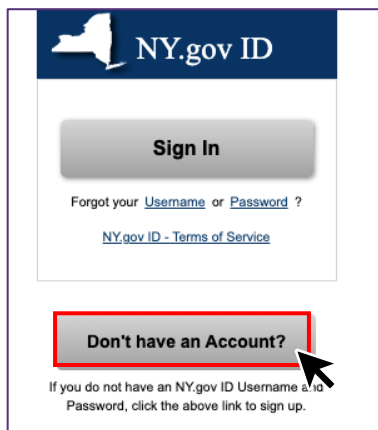 NY.gov ID
Sign In
Forgot your Username or Password ?
NY.gov ID - Terms of Service
Don't have an Account?
If you do not have an NY.gov ID Username and
Password, click the above link to sign up.